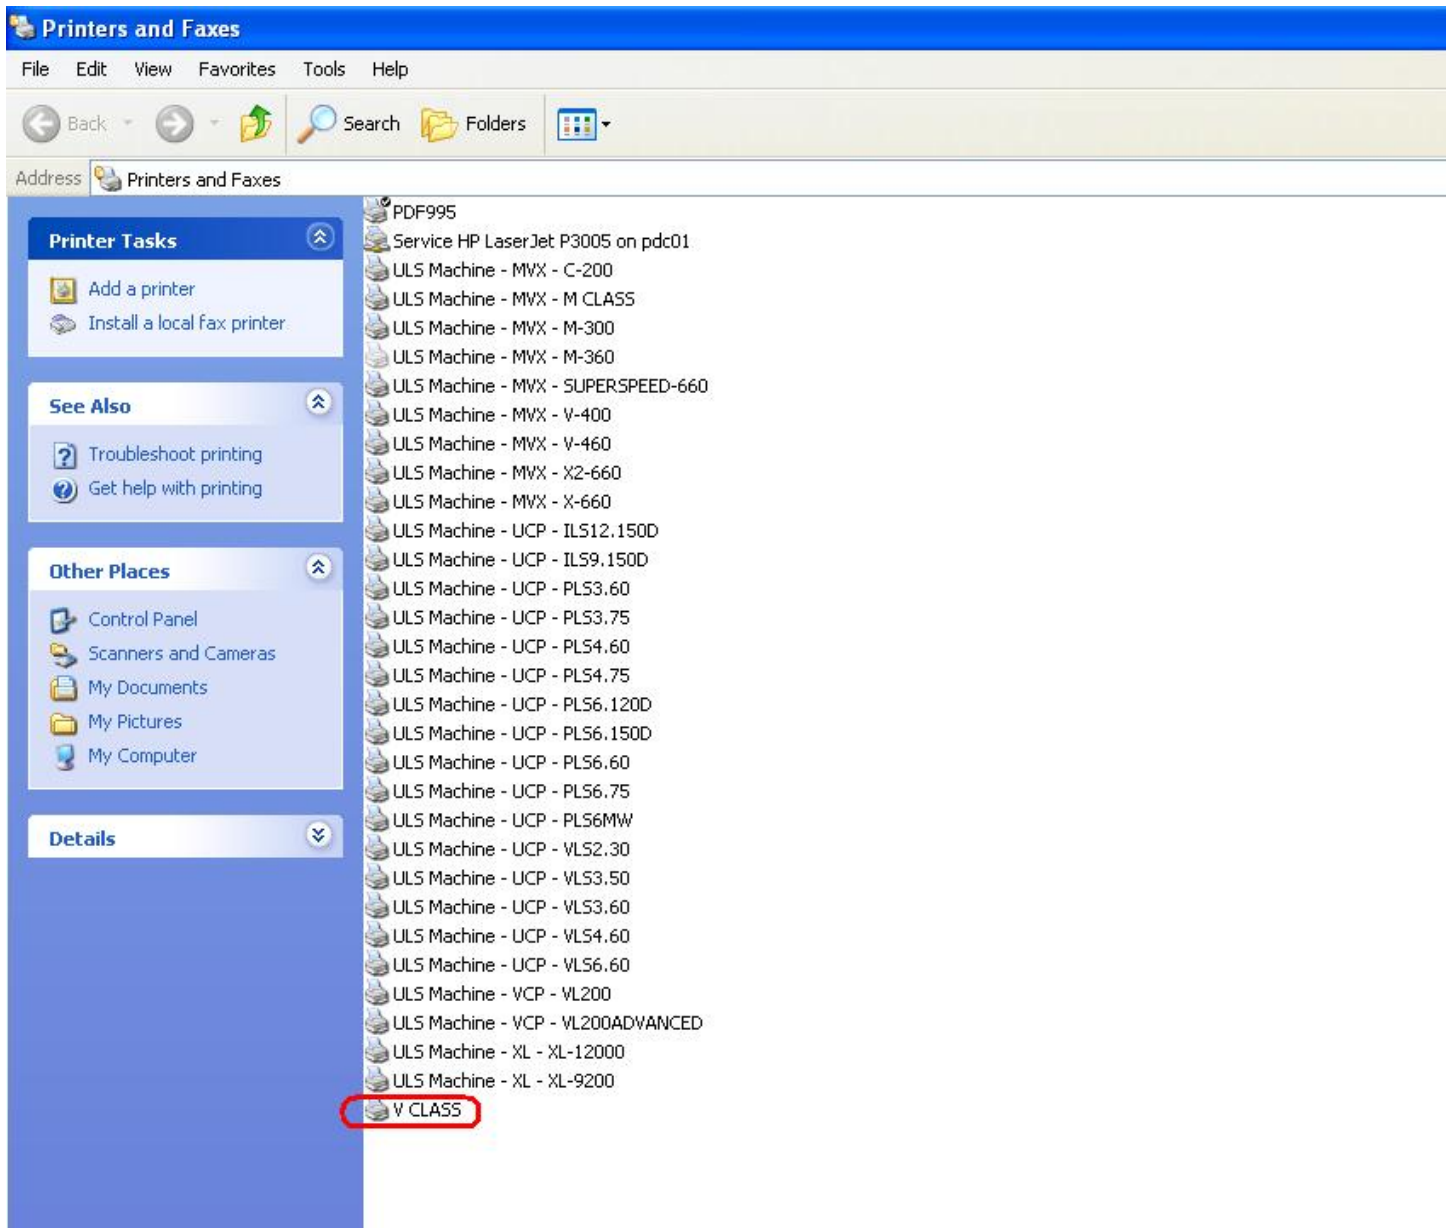 Printers and Faxes
File Edit View Favorites Tools Help
Back Search Folders
Address Printers and Faxes
Printer Tasks
Add a printer
Install a local fax printer
See Also
Troubleshoot printing
Get help with printing
Other Places
Control Panel
Scanners and Cameras
My Documents
My Pictures
My Computer
Details
PDF995
Service HP LaserJet P3005 on pdc01
ULS Machine - MVX - C-200
ULS Machine - MVX - M CLASS
ULS Machine - MVX - M-300
ULS Machine - MVX - M-360
ULS Machine - MVX - SUPERSPEED-660
ULS Machine - MVX - V-400
ULS Machine - MVX - V-460
ULS Machine - MVX - X2-660
ULS Machine - MVX - X-660
ULS Machine - UCP - ILS12.150D
ULS Machine - UCP - ILS9.150D
ULS Machine - UCP - PLS3.60
ULS Machine - UCP - PLS3.75
ULS Machine - UCP - PLS4.60
ULS Machine - UCP - PLS4.75
ULS Machine - UCP - PLS6.120D
ULS Machine - UCP - PLS6.150D
ULS Machine - UCP - PLS6.60
ULS Machine - UCP - PLS6.75
ULS Machine - UCP - PLS6MW
ULS Machine - UCP - VLS2.30
ULS Machine - UCP - VLS3.50
ULS Machine - UCP - VLS3.60
ULS Machine - UCP - VLS4.60
ULS Machine - UCP - VLS6.60
ULS Machine - VCP - VL200
ULS Machine - VCP - VL200ADVANCED
ULS Machine - XL - XL-12000
ULS Machine - XL - XL-9200
V CLASS